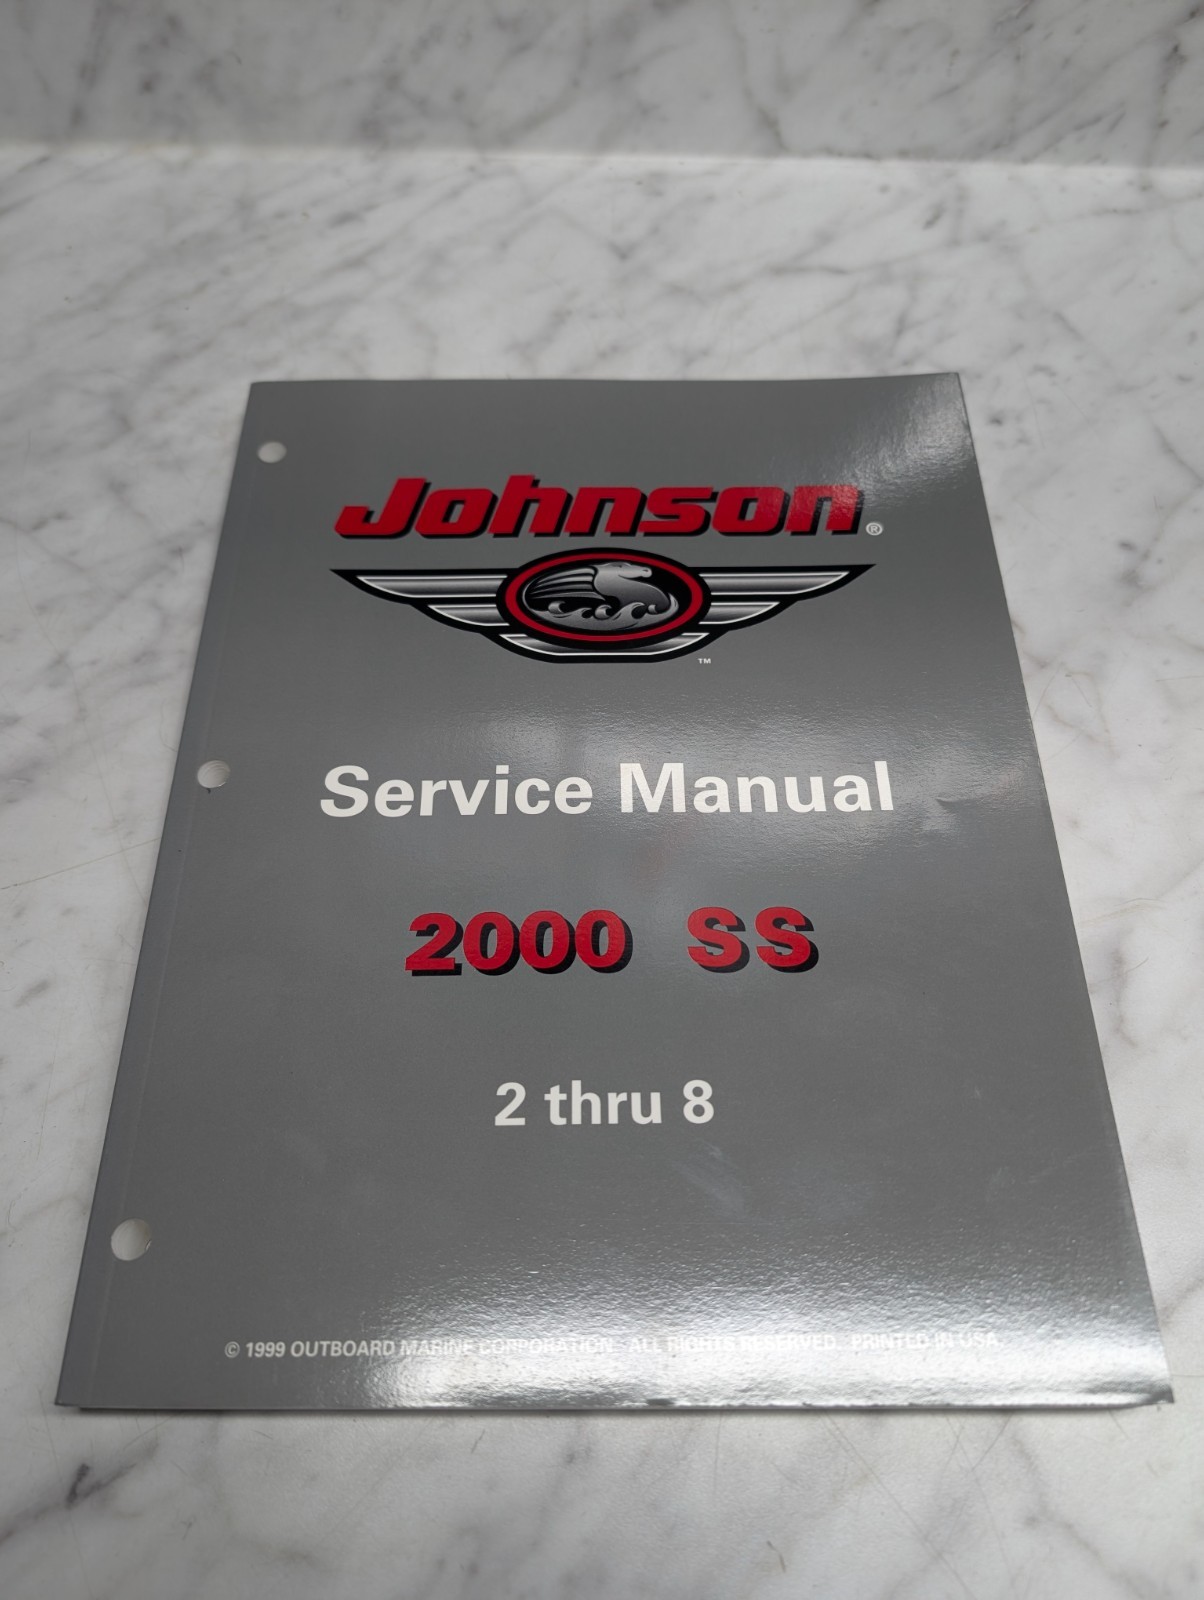 Johnson®
™
Service Manual
2000 SS
2 thru 8
© 1999 OUTBOARD MARINE CORPORATION. ALL RIGHTS RESERVED. PRINTED IN USA.